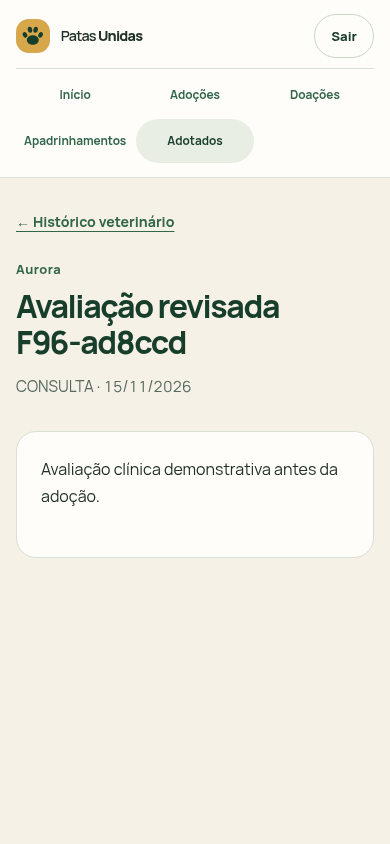 Patas Unidas
Sair
Início
Adoções
Doações
Apadrinhamentos
Adotados
← Histórico veterinário
Aurora
Avaliação revisada
F96-ad8ccd
CONSULTA · 15/11/2026
Avaliação clínica demonstrativa antes da
adoção.